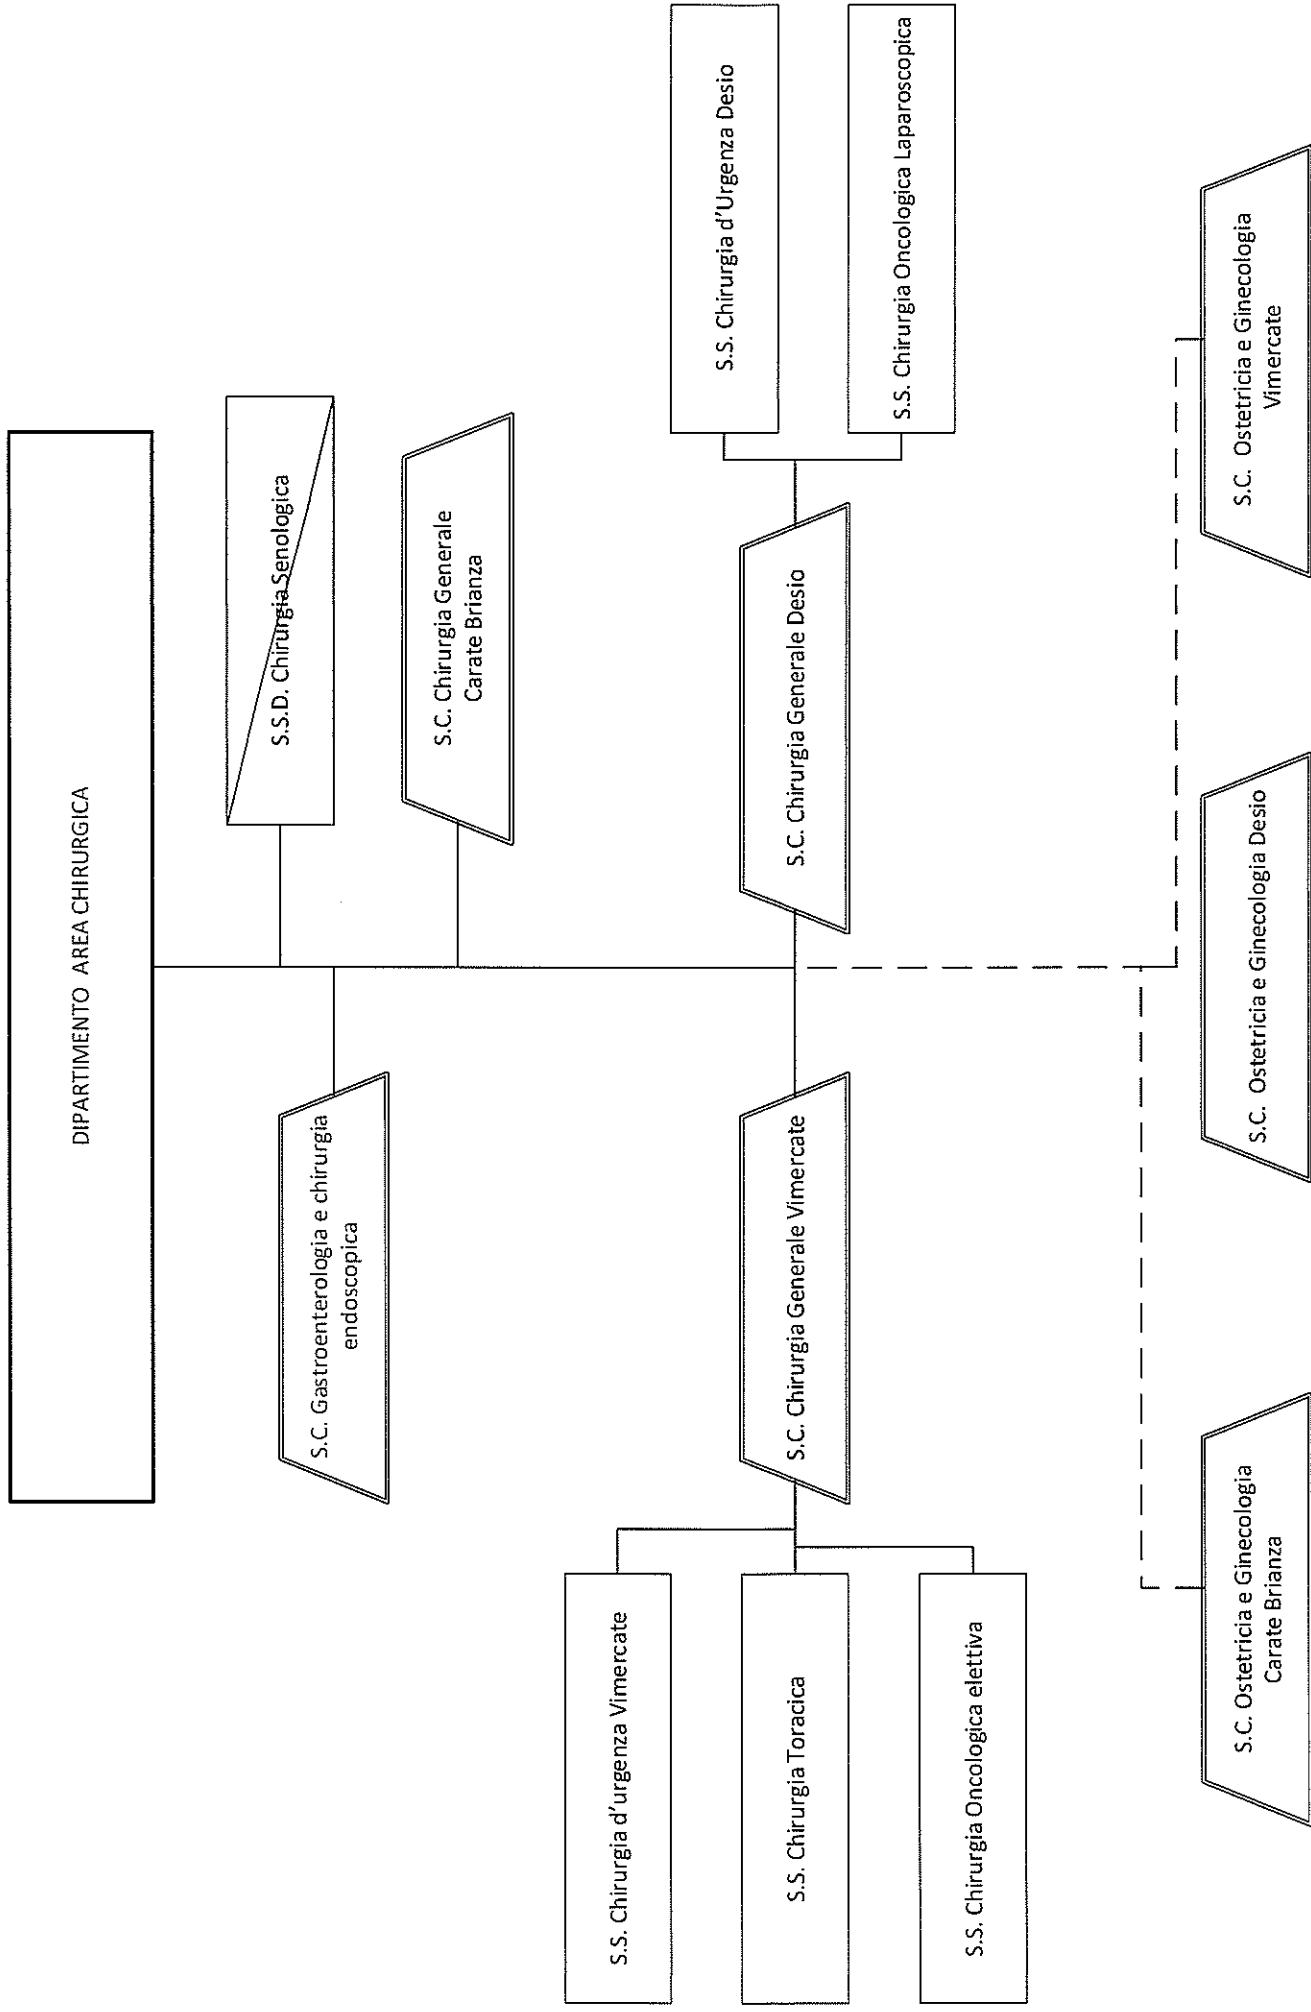 DIPARTIMENTO AREA CHIRURGICA
S.C. Gastroenterologia e chirurgia
endoscopica
S.S.D. Chirurgia Senologica
S.C. Chirurgia Generale
Carate Brianza
S.S. Chirurgia d'urgenza Vimercate
S.S. Chirurgia Toracica
S.S. Chirurgia Oncologica elettiva
S.C. Chirurgia Generale Vimercate
S.C. Chirurgia Generale Desio
S.S. Chirurgia d'Urgenza Desio
S.S. Chirurgia Oncologica Laparoscopica
S.C. Ostetricia e Ginecologia
Carate Brianza
S.C. Ostetricia e Ginecologia Desio
S.C. Ostetricia e Ginecologia
Vimercate